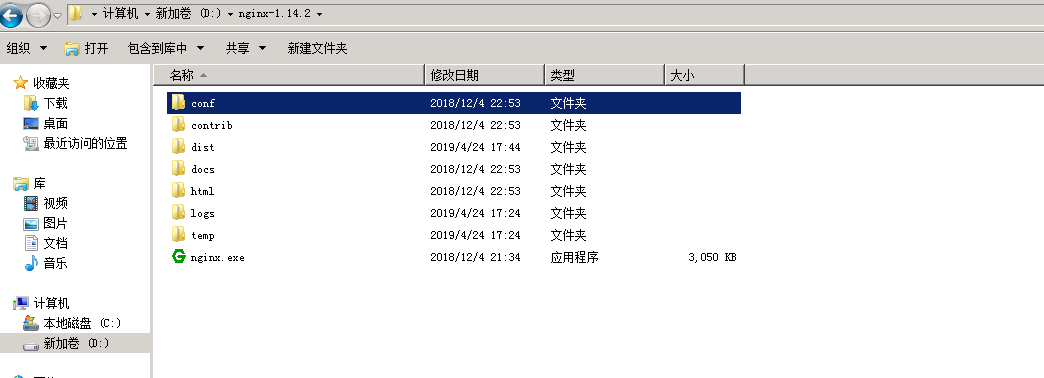 计算机 新加卷 (D:) nginx-1.14.2
组织 打开 包含到库中 共享 新建文件夹
收藏夹
下载
桌面
最近访问的位置
库
视频
图片
文档
音乐
计算机
本地磁盘 (C:)
新加卷 (D:)
名称 修改日期 类型 大小
conf 2018/12/4 22:53 文件夹
contrib 2018/12/4 22:53 文件夹
dist 2019/4/24 17:44 文件夹
docs 2018/12/4 22:53 文件夹
html 2018/12/4 22:53 文件夹
logs 2019/4/24 17:24 文件夹
temp 2019/4/24 17:24 文件夹
nginx.exe 2018/12/4 21:34 应用程序 3,050 KB